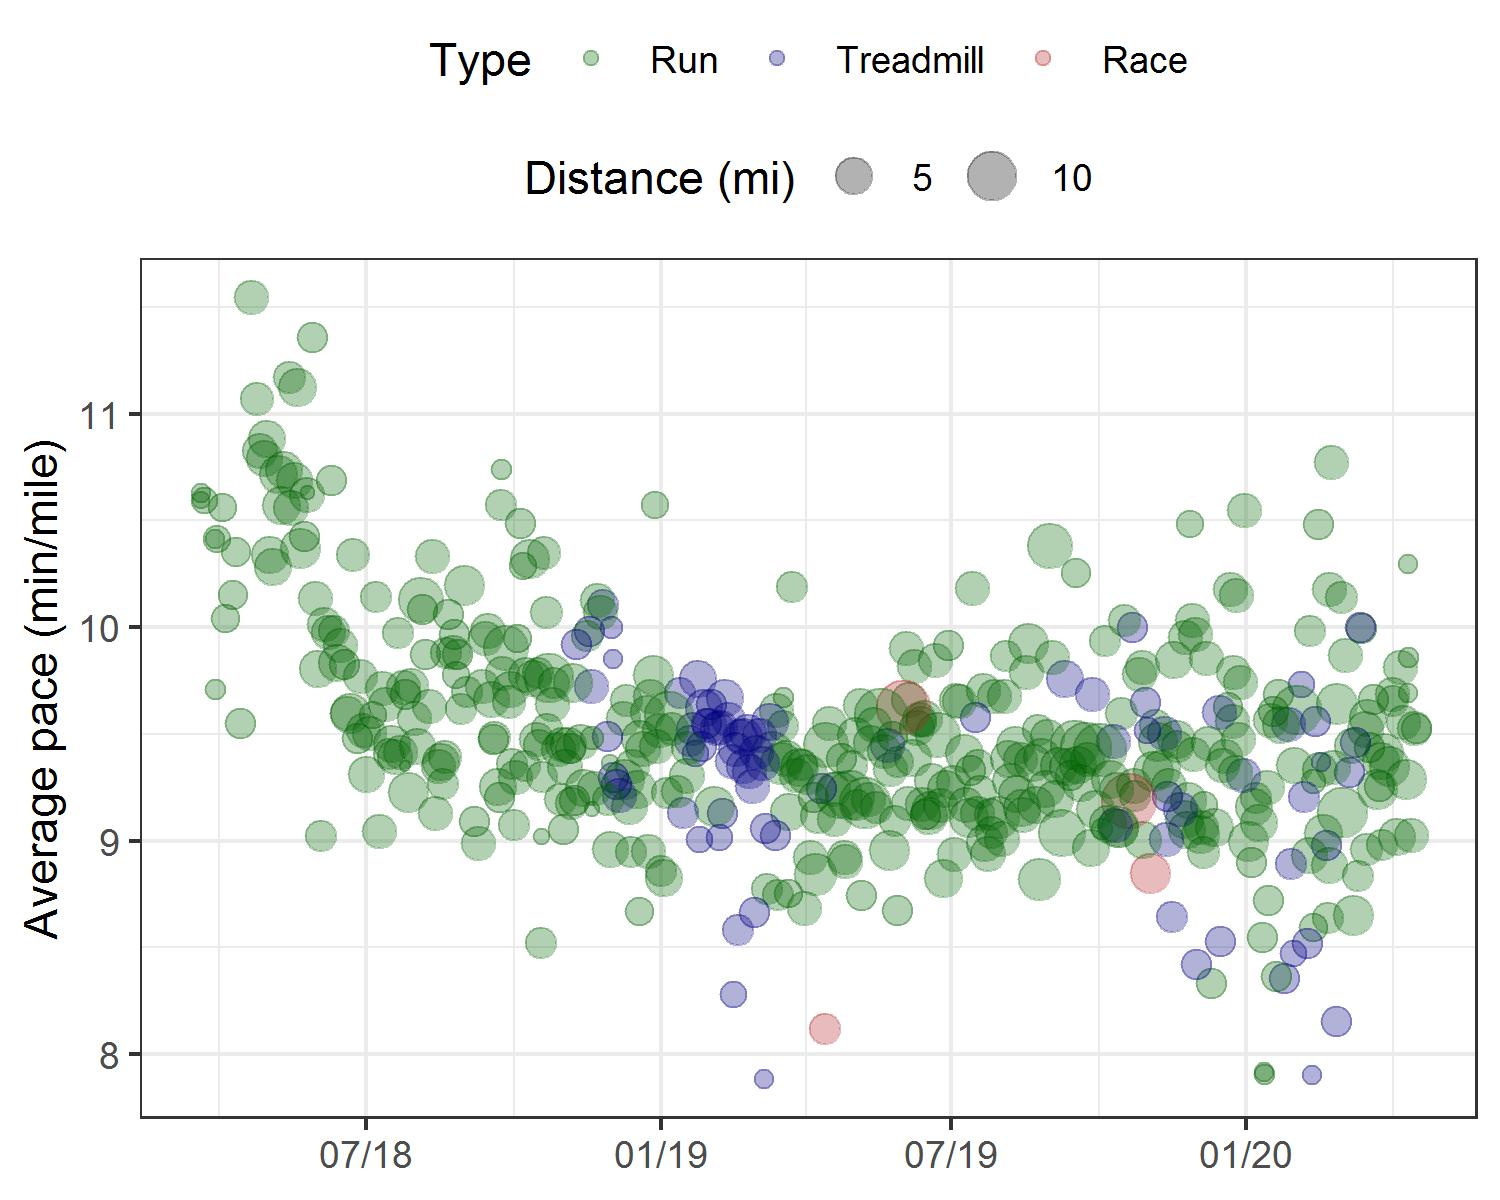 Type Run Treadmill Race
Distance (mi) 5 10
Average pace (min/mile)
11
10
9
8
07/18 01/19 07/19 01/20